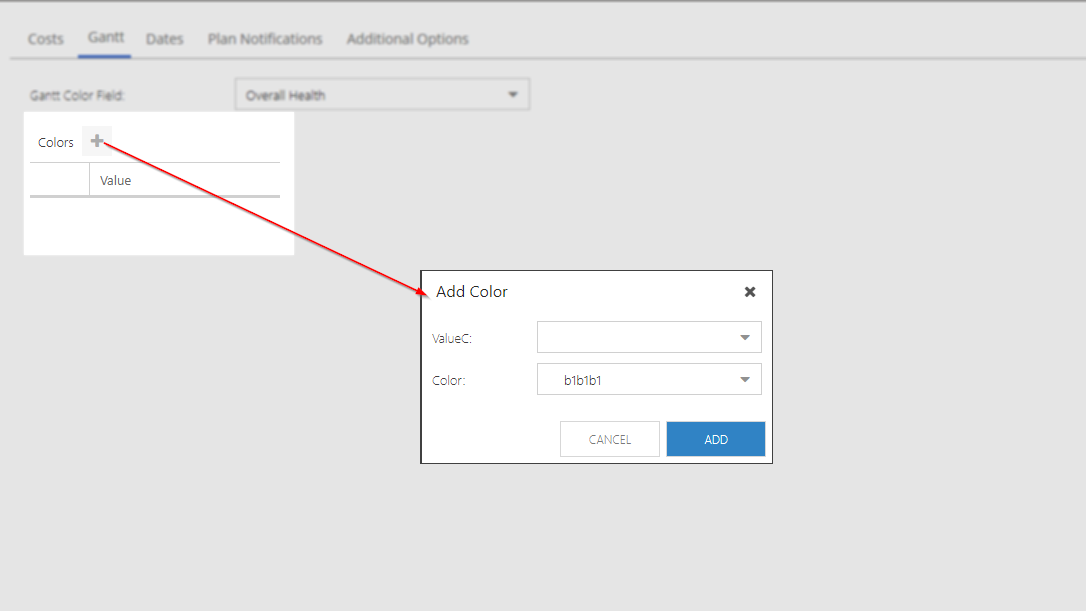 Costs Gantt Dates Plan Notifications Additional Options
Gantt Color Field: Overall Health
Colors
Value
Add Color
ValueC:
Color: b1b1b1
CANCEL ADD